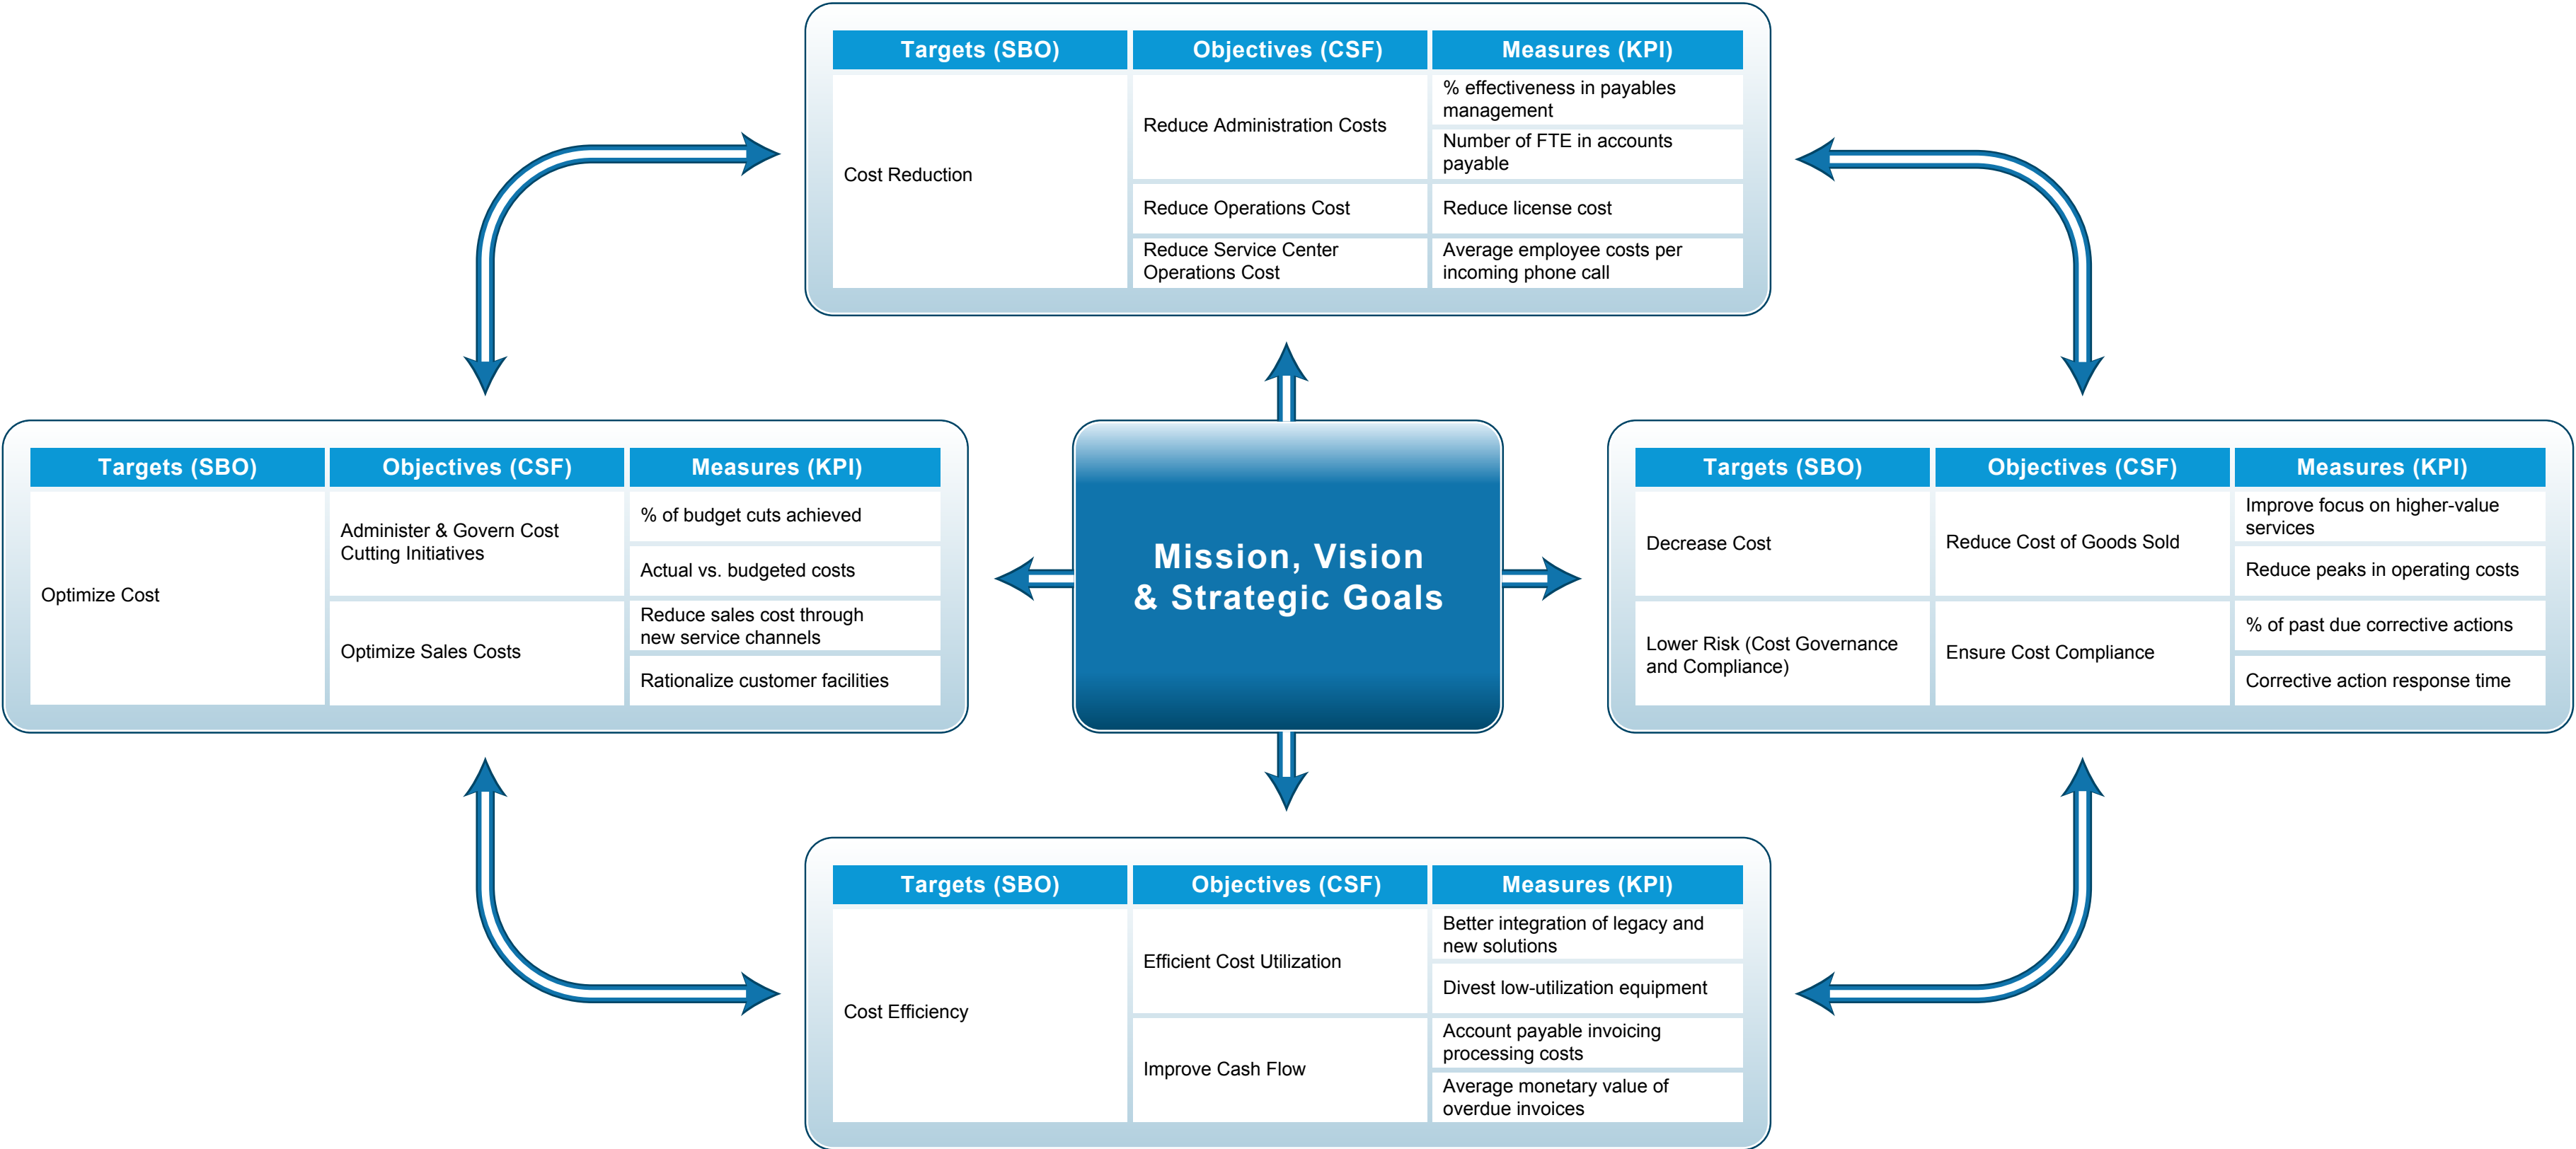 Targets (SBO) Objectives (CSF) Measures (KPI)
Cost Reduction
Reduce Administration Costs
% effectiveness in payables
management
Number of FTE in accounts
payable
Reduce Operations Cost
Reduce license cost
Reduce Service Center
Operations Cost
Average employee costs per
incoming phone call
Targets (SBO) Objectives (CSF) Measures (KPI)
Optimize Cost
Administer & Govern Cost
Cutting Initiatives
% of budget cuts achieved
Actual vs. budgeted costs
Optimize Sales Costs
Reduce sales cost through
new service channels
Rationalize customer facilities
Mission, Vision
& Strategic Goals
Targets (SBO) Objectives (CSF) Measures (KPI)
Decrease Cost
Reduce Cost of Goods Sold
Improve focus on higher-value
services
Reduce peaks in operating costs
Lower Risk (Cost Governance
and Compliance)
Ensure Cost Compliance
% of past due corrective actions
Corrective action response time
Targets (SBO) Objectives (CSF) Measures (KPI)
Cost Efficiency
Efficient Cost Utilization
Better integration of legacy and
new solutions
Divest low-utilization equipment
Improve Cash Flow
Account payable invoicing
processing costs
Average monetary value of
overdue invoices